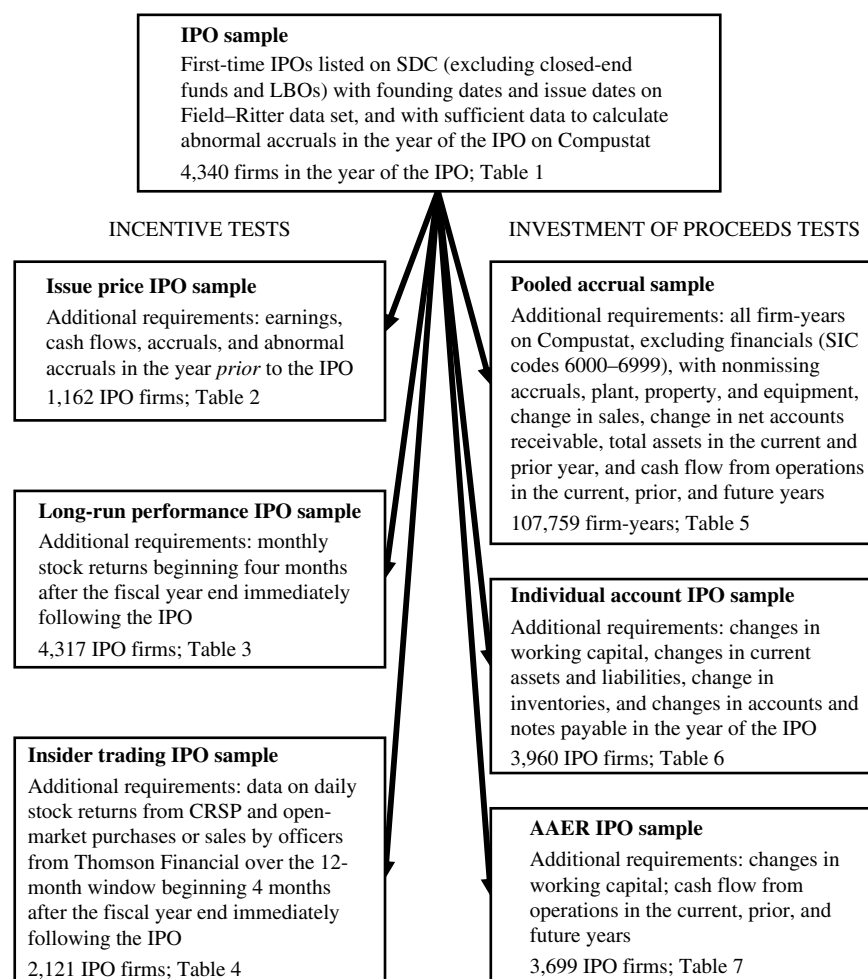 IPO sample
First-time IPOs listed on SDC (excluding closed-end
funds and LBOs) with founding dates and issue dates on
Field–Ritter data set, and with sufficient data to calculate
abnormal accruals in the year of the IPO on Compustat
4,340 firms in the year of the IPO; Table 1
INCENTIVE TESTS
Issue price IPO sample
Additional requirements: earnings,
cash flows, accruals, and abnormal
accruals in the year prior to the IPO
1,162 IPO firms; Table 2
Long-run performance IPO sample
Additional requirements: monthly
stock returns beginning four months
after the fiscal year end immediately
following the IPO
4,317 IPO firms; Table 3
Insider trading IPO sample
Additional requirements: data on daily
stock returns from CRSP and open-
market purchases or sales by officers
from Thomson Financial over the 12-
month window beginning 4 months
after the fiscal year end immediately
following the IPO
2,121 IPO firms; Table 4
INVESTMENT OF PROCEEDS TESTS
Pooled accrual sample
Additional requirements: all firm-years
on Compustat, excluding financials (SIC
codes 6000–6999), with nonmissing
accruals, plant, property, and equipment,
change in sales, change in net accounts
receivable, total assets in the current and
prior year, and cash flow from operations
in the current, prior, and future years
107,759 firm-years; Table 5
Individual account IPO sample
Additional requirements: changes in
working capital, changes in current
assets and liabilities, change in
inventories, and changes in accounts and
notes payable in the year of the IPO
3,960 IPO firms; Table 6
AAER IPO sample
Additional requirements: changes in
working capital; cash flow from
operations in the current, prior, and
future years
3,699 IPO firms; Table 7